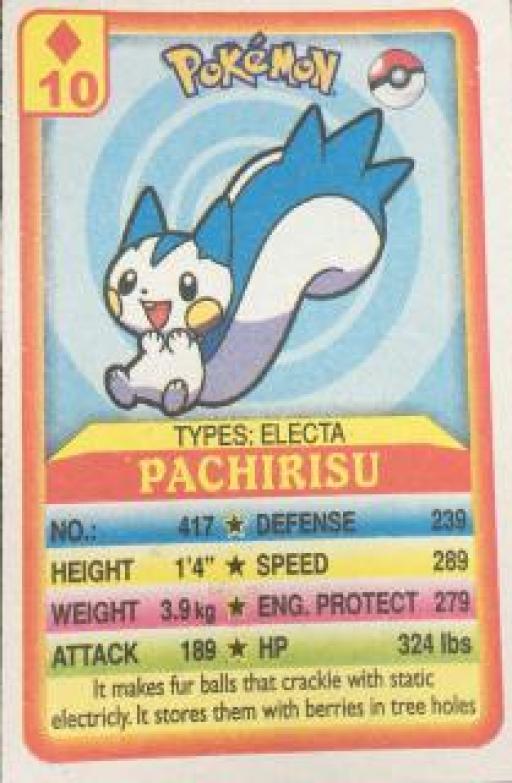 10
POKéMON
TYPES: ELECTA
PACHIRISU
NO.: 417 ★ DEFENSE 239
HEIGHT 1'4" ★ SPEED 289
WEIGHT 3.9 kg ★ ENG. PROTECT 279
ATTACK 189 ★ HP 324 lbs
It makes fur balls that crackle with static
electricly. It stores them with berries in tree holes